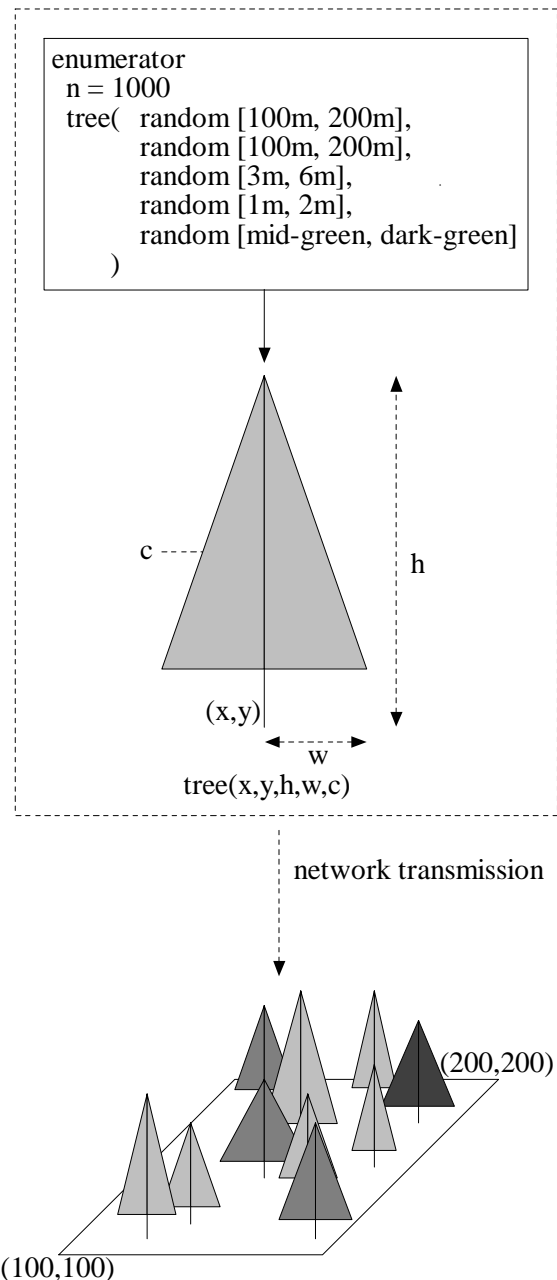 enumerator
n = 1000
tree( random [100m, 200m],
random [100m, 200m],
random [3m, 6m],
random [1m, 2m],
random [mid-green, dark-green]
)
c
h
(x,y)
w
tree(x,y,h,w,c)
network transmission
(200,200)
(100,100)